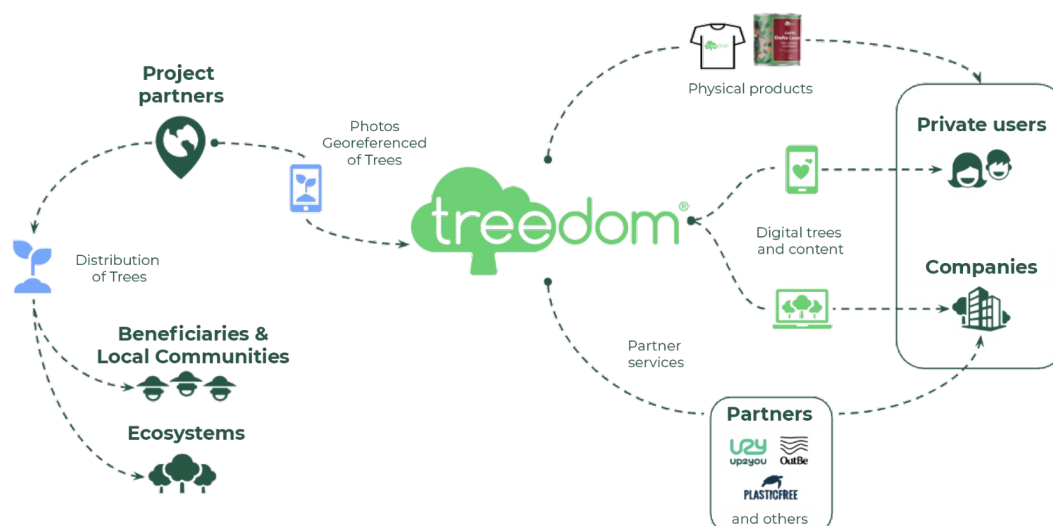 Project
partners
Photos
Georeferenced
of Trees
Distribution
of Trees
Beneficiaries &
Local Communities
Ecosystems
treedom®
Physical products
Private users
Digital trees
and content
Companies
Partner
services
Partners
up2you
OutBe
PLASTICFREE
and others